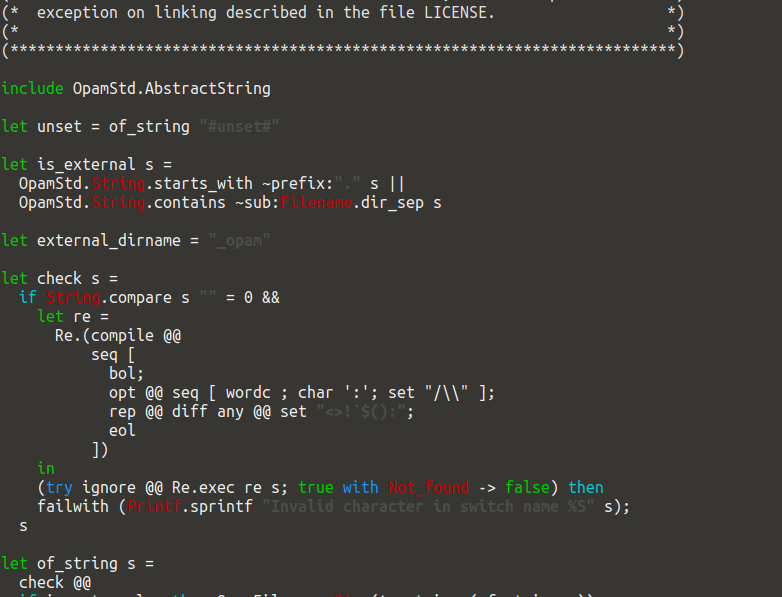 (*  exception on linking described in the file LICENSE.                   *)
(*                                                                        *)
(**************************************************************************)

include OpamStd.AbstractString

let unset = of_string "#unset#"

let is_external s =
  OpamStd.String.starts_with ~prefix:"." s ||
  OpamStd.String.contains ~sub:Filename.dir_sep s

let external_dirname = "_opam"

let check s =
  if String.compare s "" = 0 &&
    let re =
      Re.(compile @@
          seq [
            bol;
            opt @@ seq [ wordc ; char ':'; set "/\\" ];
            rep @@ diff any @@ set "<>!`$():";
            eol
          ])
    in
    (try ignore @@ Re.exec re s; true with Not_found -> false) then
    failwith (Printf.sprintf "Invalid character in switch name %S" s);
  s

let of_string s =
  check @@